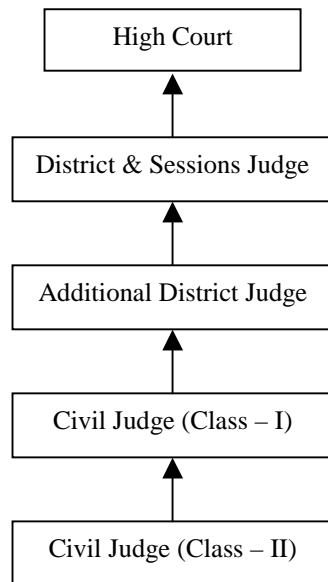 High Court
District & Sessions Judge
Additional District Judge
Civil Judge (Class – I)
Civil Judge (Class – II)